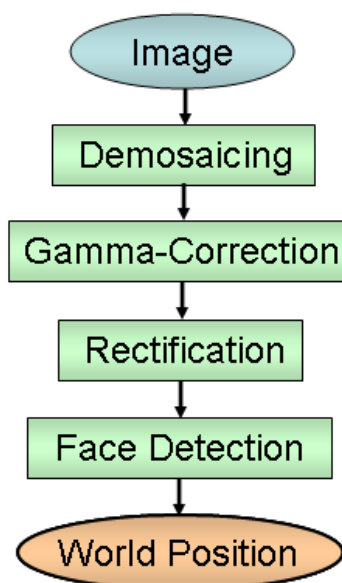 Image
Demosaicing
Gamma-Correction
Rectification
Face Detection
World Position